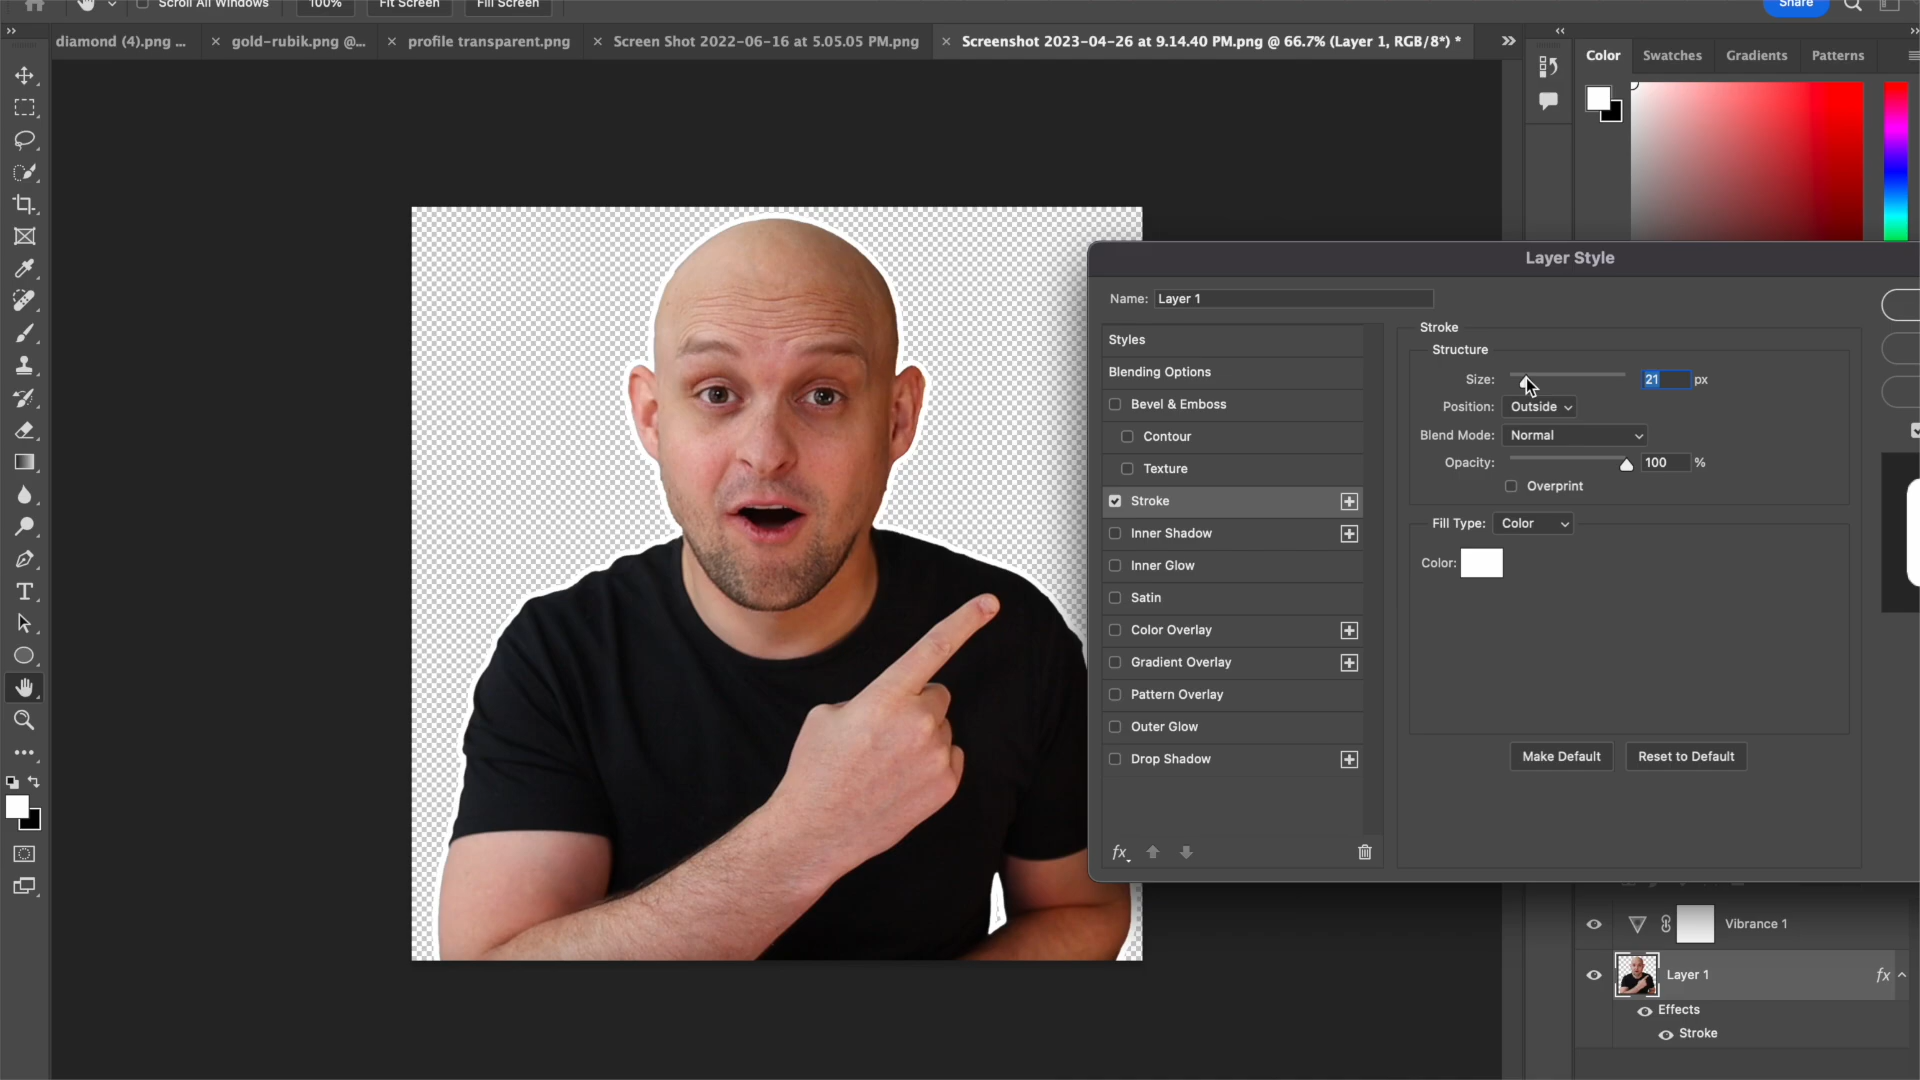 Scroll All Windows 100% Fit Screen Fill Screen Share
diamond (4).png ... gold-rubik.png @... profile transparent.png Screen Shot 2022-06-16 at 5.05.05 PM.png Screenshot 2023-04-26 at 9.14.40 PM.png @ 66.7% (Layer 1, RGB/8*) *
Color Swatches Gradients Patterns
Layer Style
Name: Layer 1
Styles
Blending Options
Bevel & Emboss
Contour
Texture
Stroke
Inner Shadow
Inner Glow
Satin
Color Overlay
Gradient Overlay
Pattern Overlay
Outer Glow
Drop Shadow
fx
Stroke
Structure
Size: 21 px
Position: Outside
Blend Mode: Normal
Opacity: 100 %
Overprint
Fill Type: Color
Color:
Make Default Reset to Default
Vibrance 1
Layer 1 fx
Effects
Stroke
T